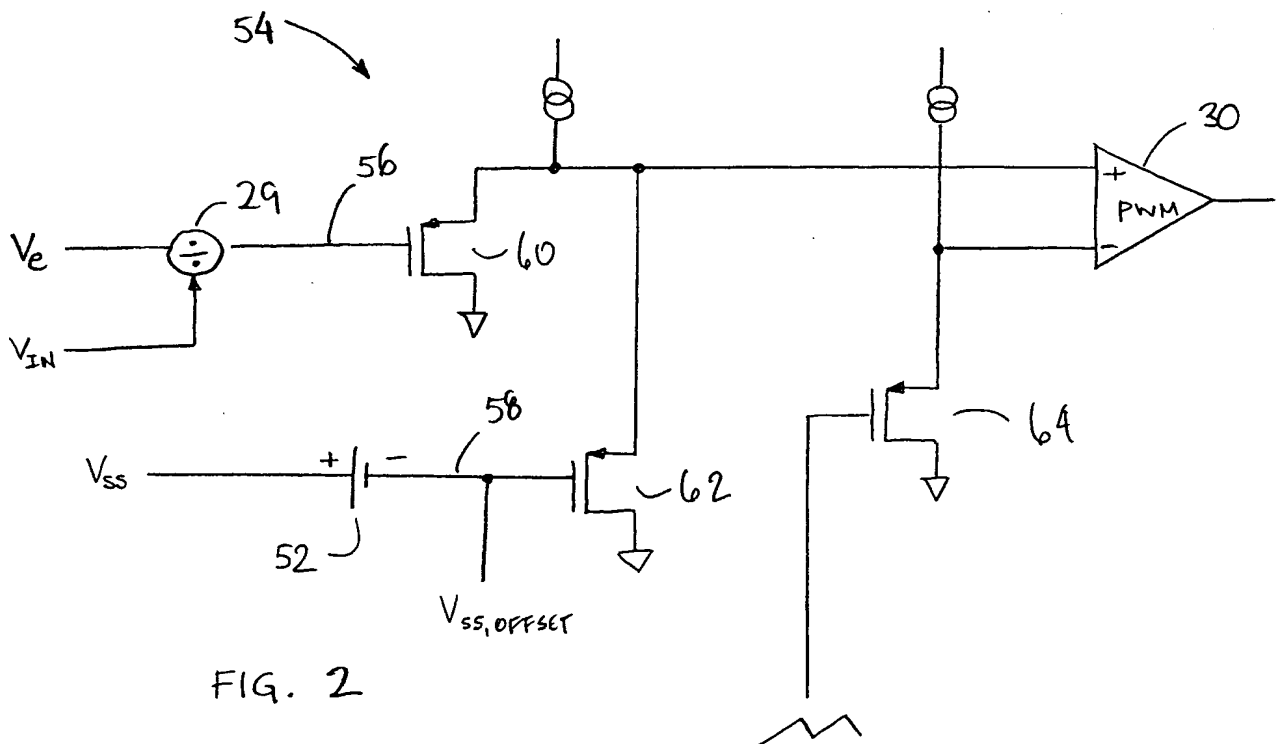 54
30
56
29
+
PWM
-
Ve
÷
60
VIN
58
64
VSS
+ -
62
52
VSS, OFFSET
FIG. 2